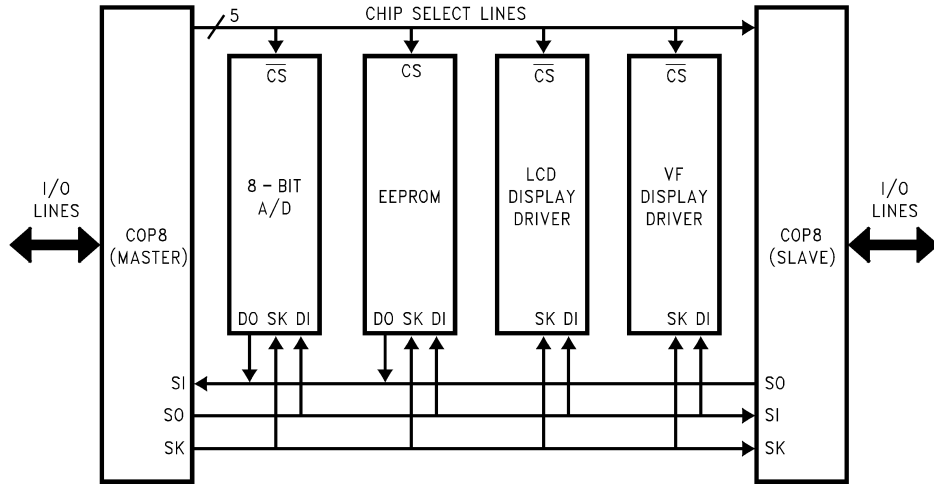 5
CHIP SELECT LINES
CS CS CS CS
I/O
LINES
COP8
(MASTER)
8 - BIT
A/D
EEPROM
LCD
DISPLAY
DRIVER
VF
DISPLAY
DRIVER
COP8
(SLAVE)
I/O
LINES
DO SK DI
DO SK DI
SK DI
SK DI
SI
SO
SO
SI
SK
SK